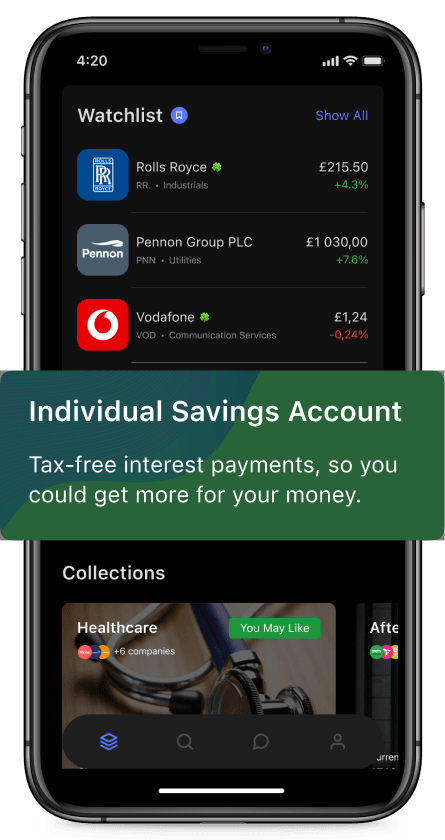 4:20
Watchlist
Show All
ROLLS
RR
ROYCE
Rolls Royce
£215.50
RR. • Industrials
+4.3%
Pennon
Pennon Group PLC
£1 030,00
PNN • Utilities
+7.6%
Vodafone
£1,24
VOD • Communication Services
-0,24%
Individual Savings Account
Tax-free interest payments, so you
could get more for your money.
Collections
Healthcare
You May Like
Afte
+6 companies